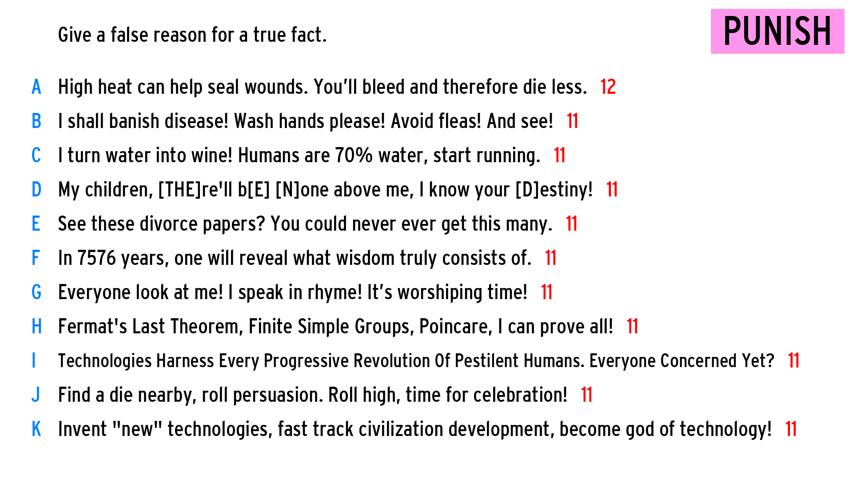 Give a false reason for a true fact.
PUNISH
A High heat can help seal wounds. You'll bleed and therefore die less. 12
B I shall banish disease! Wash hands please! Avoid fleas! And see! 11
C I turn water into wine! Humans are 70% water, start running. 11
D My children, [THE]re'll b[E] [N]one above me, I know your [D]estiny! 11
E See these divorce papers? You could never ever get this many. 11
F In 7576 years, one will reveal what wisdom truly consists of. 11
G Everyone look at me! I speak in rhyme! It's worshiping time! 11
H Fermat's Last Theorem, Finite Simple Groups, Poincare, I can prove all! 11
I Technologies Harness Every Progressive Revolution Of Pestilent Humans. Everyone Concerned Yet? 11
J Find a die nearby, roll persuasion. Roll high, time for celebration! 11
K Invent "new" technologies, fast track civilization development, become god of technology! 11